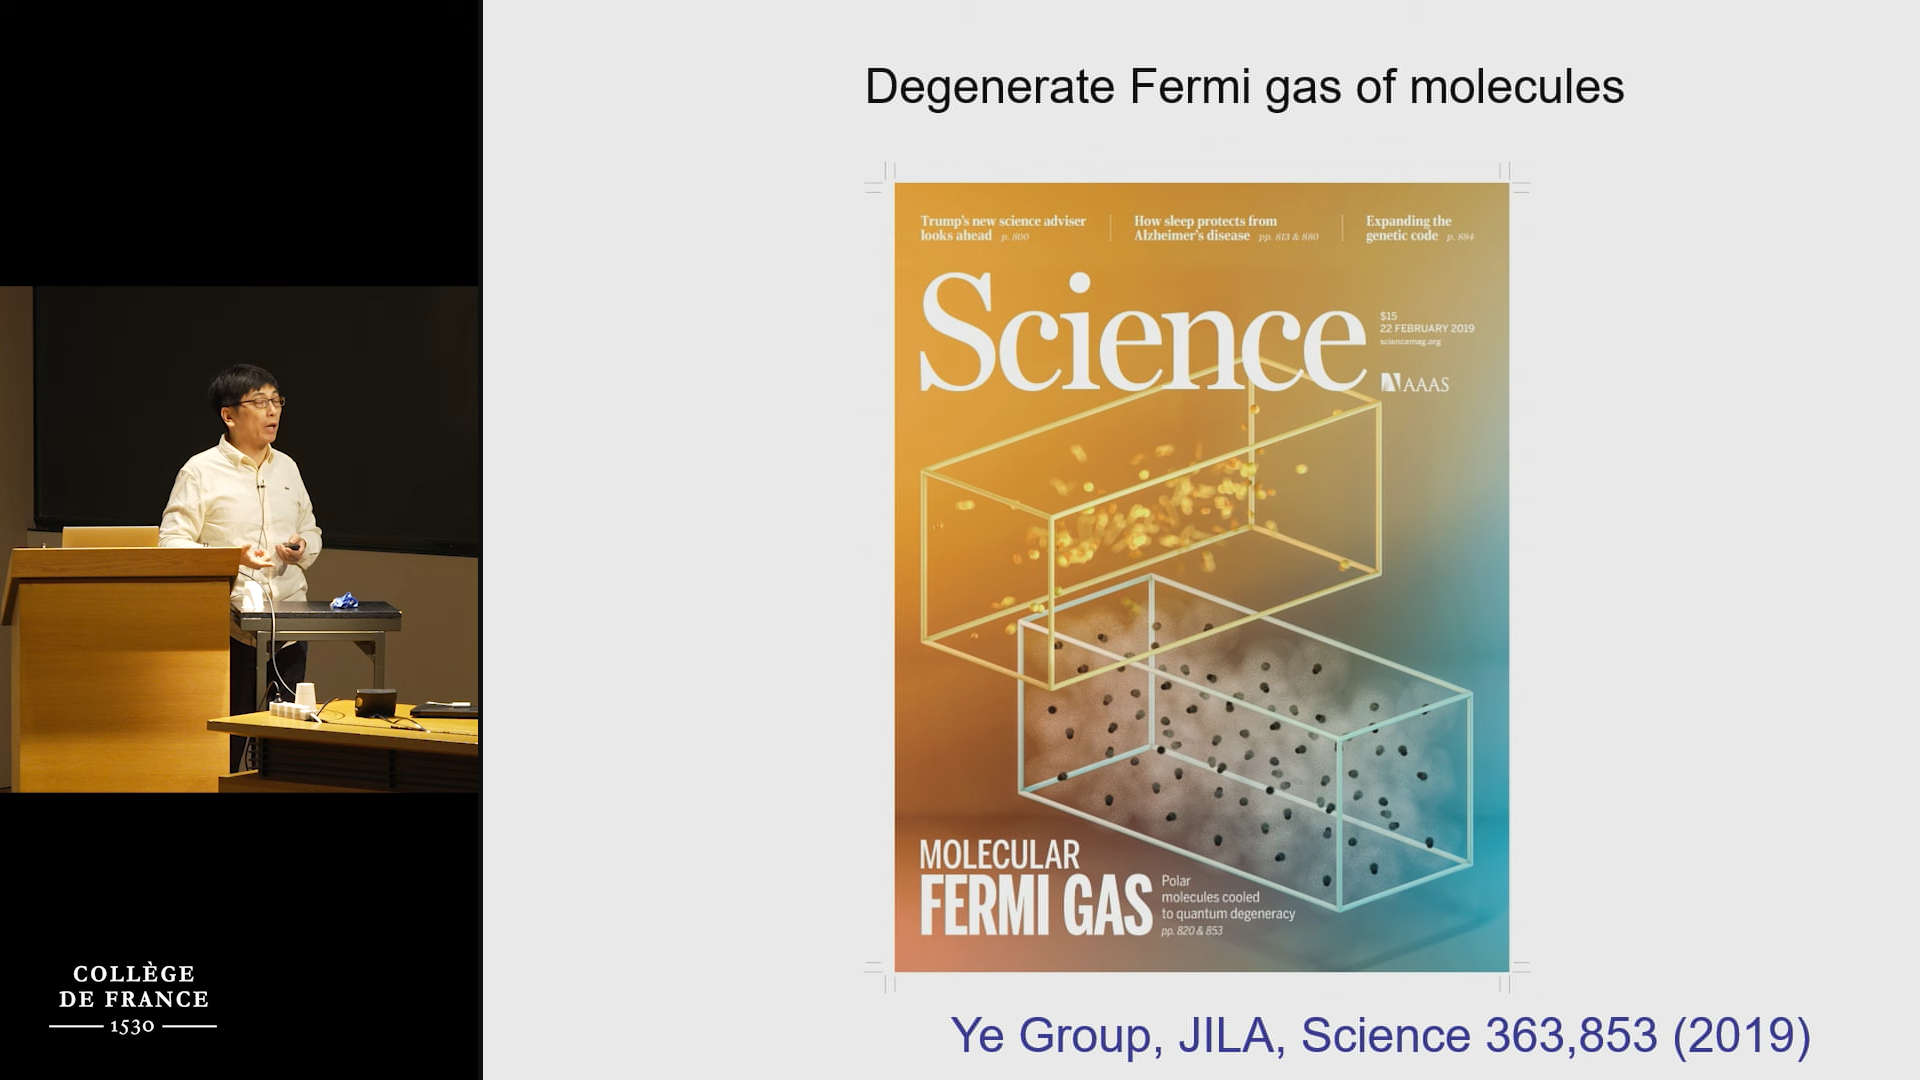 Degenerate Fermi gas of molecules
Trump's new science adviser
looks ahead p. 800
How sleep protects from
Alzheimer's disease pp. 813 & 880
Expanding the
genetic code p. 884
Science
$15
22 FEBRUARY 2019
sciencemag.org
AAAS
MOLECULAR
FERMI GAS
Polar
molecules cooled
to quantum degeneracy
pp. 820 & 853
Ye Group, JILA, Science 363,853 (2019)
COLLÈGE
DE FRANCE
1530